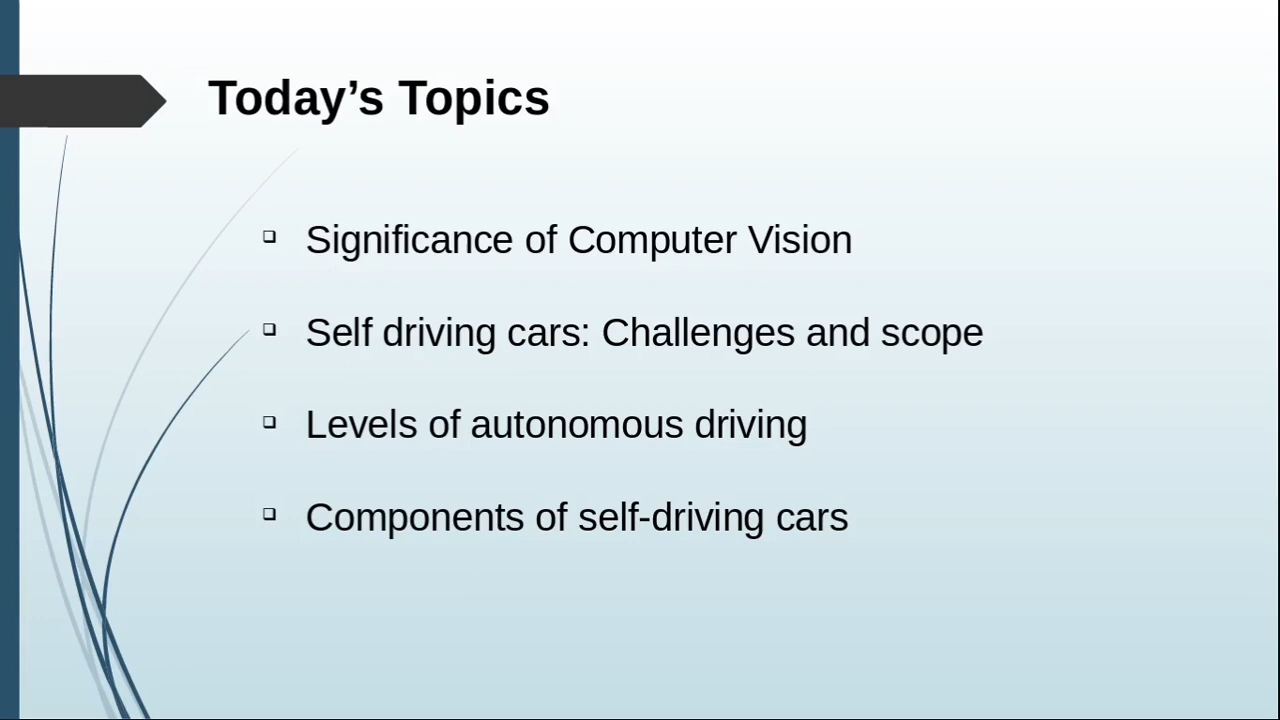 Today’s Topics
Significance of Computer Vision
Self driving cars: Challenges and scope
Levels of autonomous driving
Components of self-driving cars